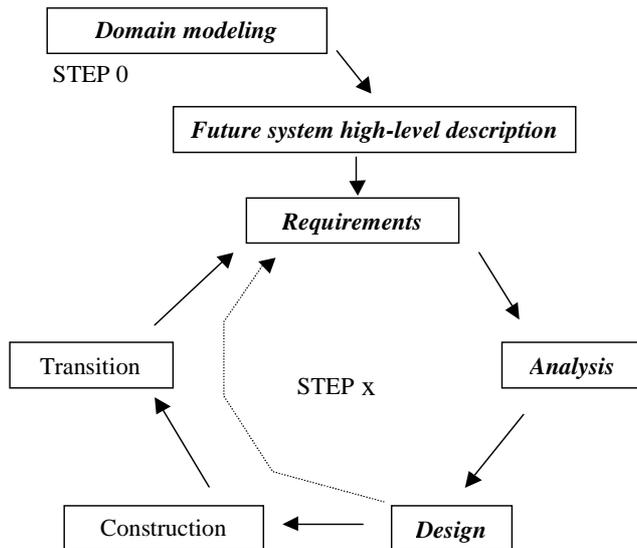 Domain modeling
STEP 0
Future system high-level description
Requirements
Transition
Analysis
STEP x
Construction
Design